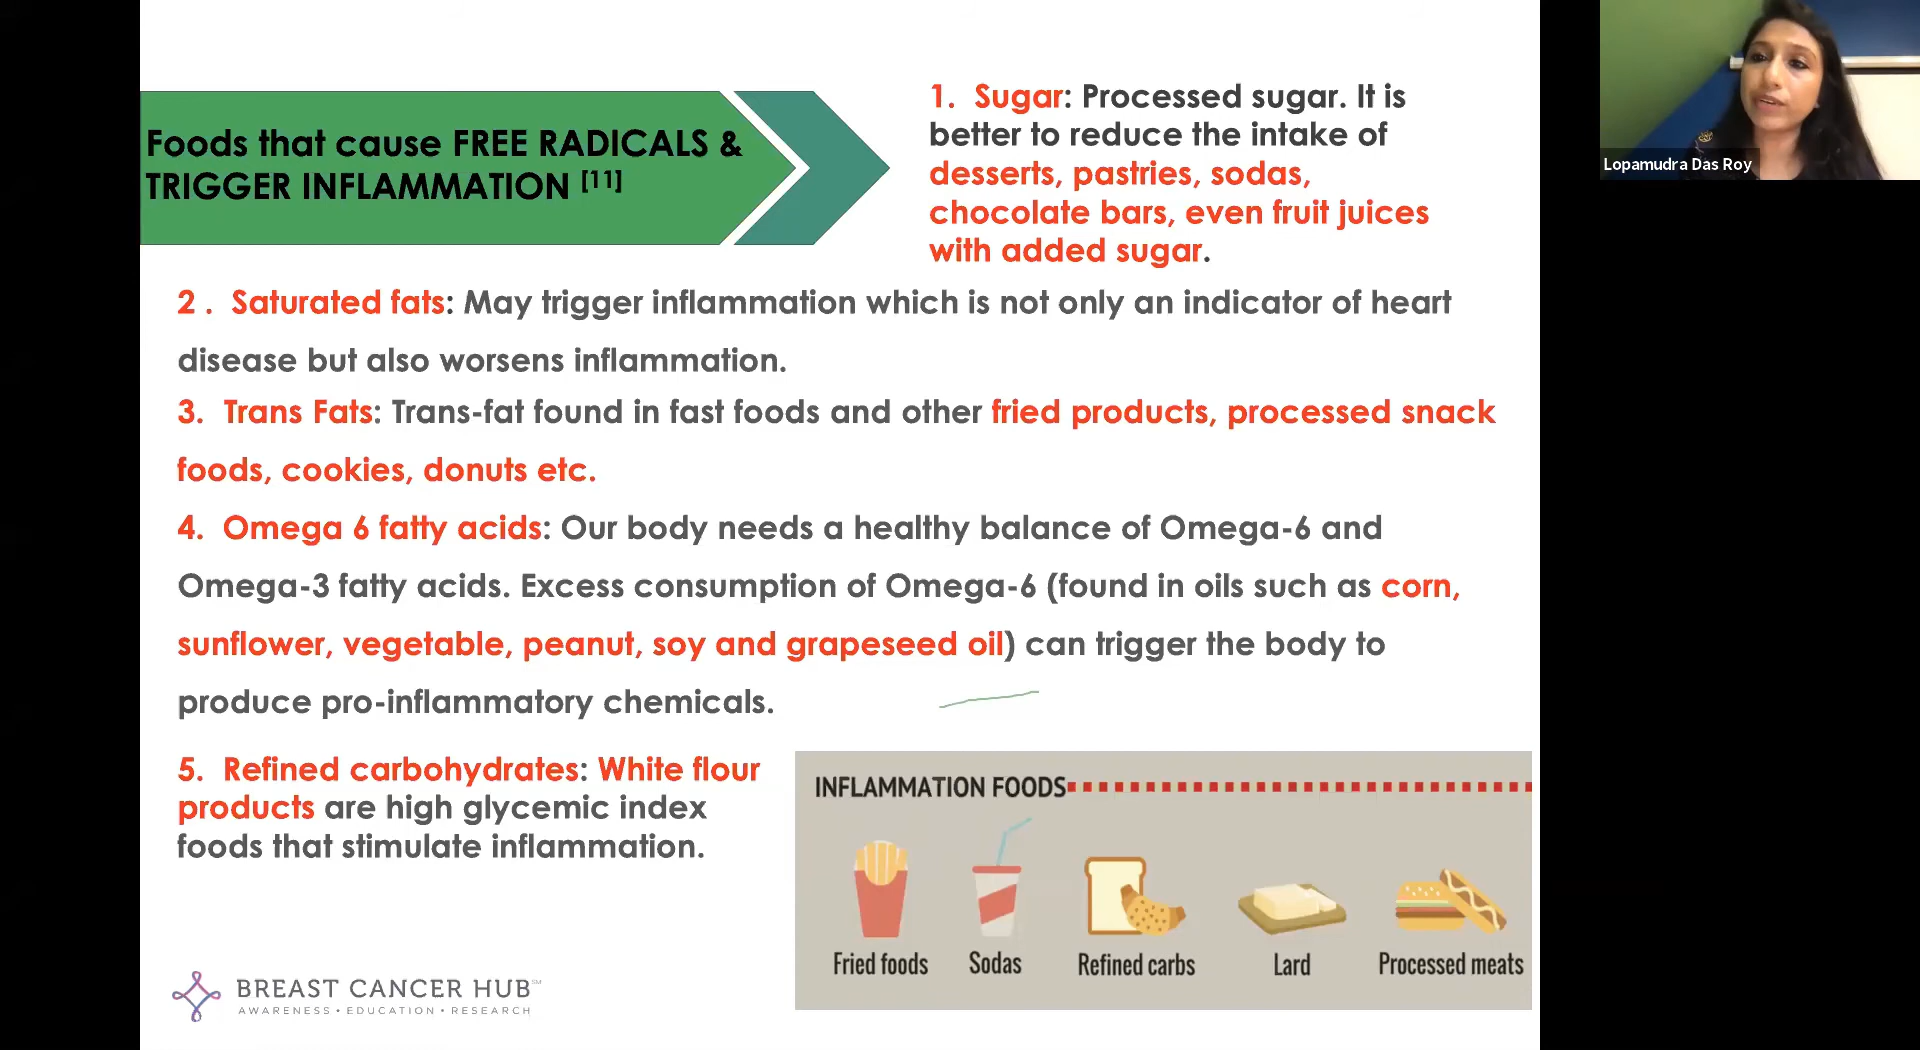 Foods that cause FREE RADICALS &
TRIGGER INFLAMMATION [11]
1. Sugar: Processed sugar. It is
better to reduce the intake of
desserts, pastries, sodas,
chocolate bars, even fruit juices
with added sugar.
Lopamudra Das Roy
2 . Saturated fats: May trigger inflammation which is not only an indicator of heart
disease but also worsens inflammation.
3. Trans Fats: Trans-fat found in fast foods and other fried products, processed snack
foods, cookies, donuts etc.
4. Omega 6 fatty acids: Our body needs a healthy balance of Omega-6 and
Omega-3 fatty acids. Excess consumption of Omega-6 (found in oils such as corn,
sunflower, vegetable, peanut, soy and grapeseed oil) can trigger the body to
produce pro-inflammatory chemicals.
5. Refined carbohydrates: White flour
products are high glycemic index
foods that stimulate inflammation.
INFLAMMATION FOODS
Fried foods
Sodas
Refined carbs
Lard
Processed meats
BREAST CANCER HUB℠
AWARENESS • EDUCATION • RESEARCH